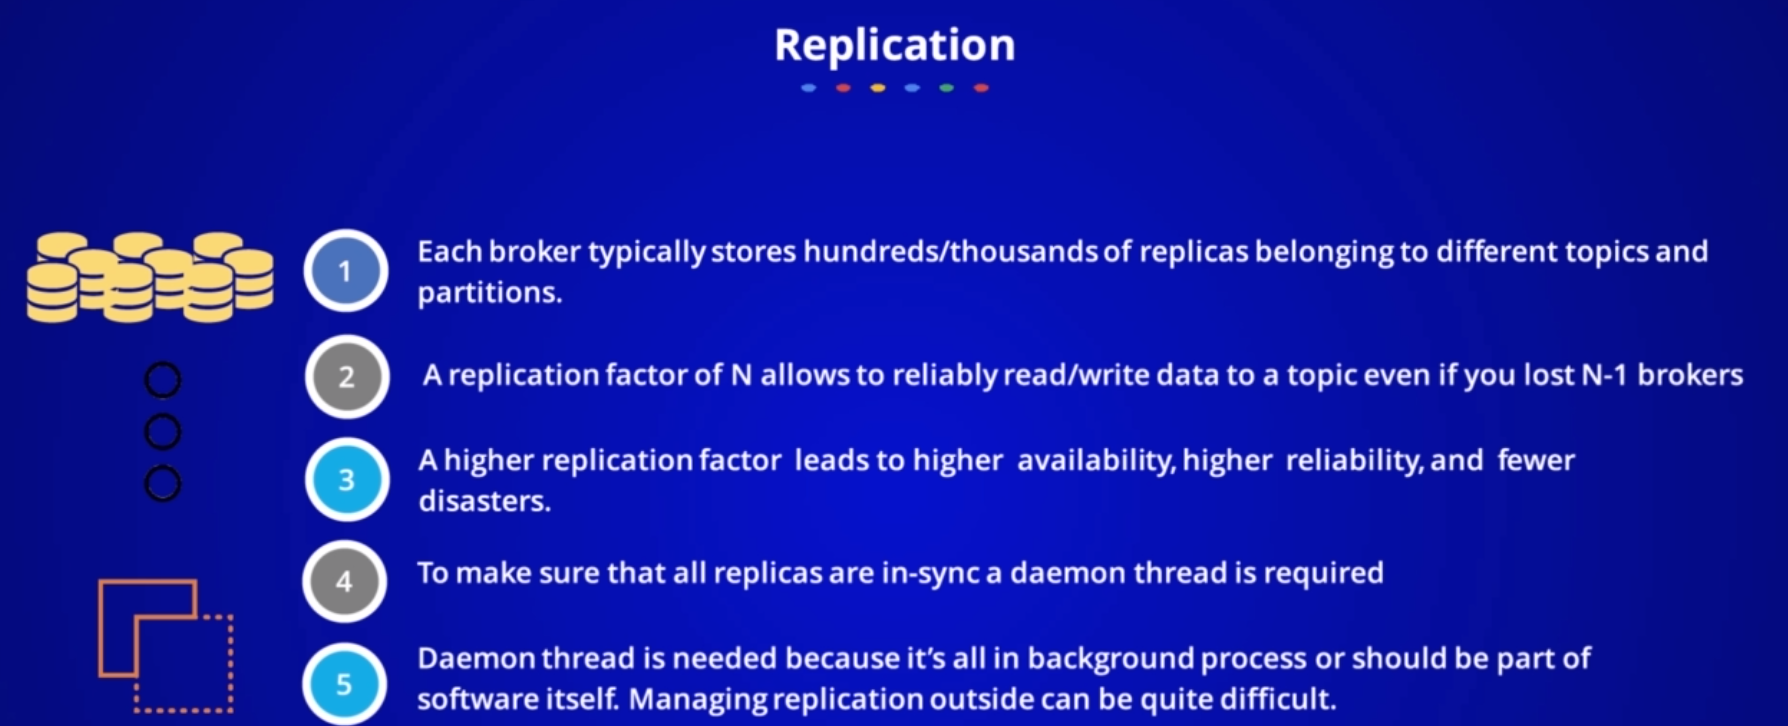 Replication
1
Each broker typically stores hundreds/thousands of replicas belonging to different topics and
partitions.
2
A replication factor of N allows to reliably read/write data to a topic even if you lost N-1 brokers
3
A higher replication factor leads to higher availability, higher reliability, and fewer
disasters.
4
To make sure that all replicas are in-sync a daemon thread is required
5
Daemon thread is needed because it’s all in background process or should be part of
software itself. Managing replication outside can be quite difficult.